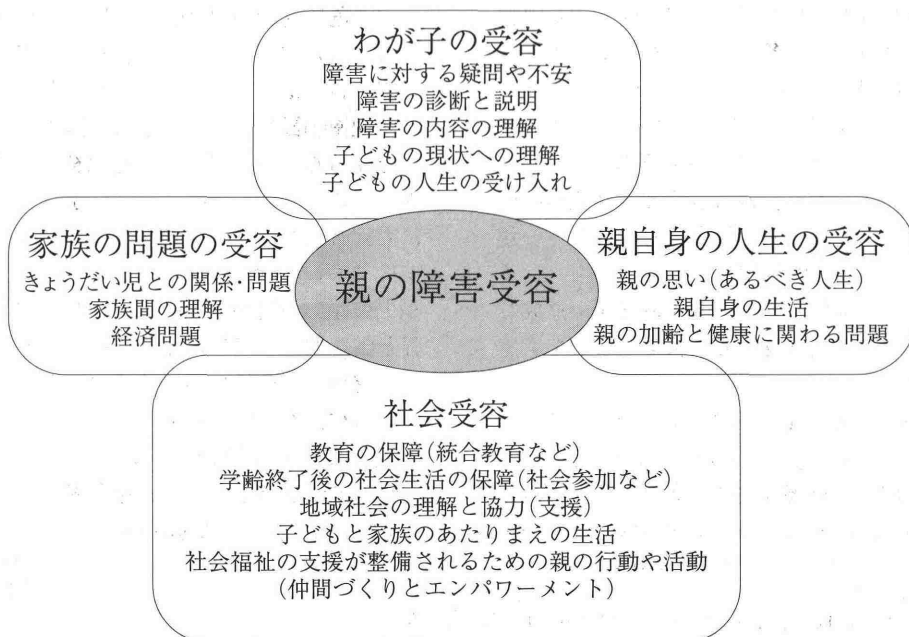 わが子の受容
障害に対する疑問や不安
障害の診断と説明
障害の内容の理解
子どもの現状への理解
子どもの人生の受け入れ
家族の問題の受容
きょうだい児との関係・問題
家族間の理解
経済問題
親の障害受容
親自身の人生の受容
親の思い(あるべき人生)
親自身の生活
親の加齢と健康に関わる問題
社会受容
教育の保障(統合教育など)
学齢終了後の社会生活の保障(社会参加など)
地域社会の理解と協力(支援)
子どもと家族のあたりまえの生活
社会福祉の支援が整備されるための親の行動や活動
(仲間づくりとエンパワーメント)